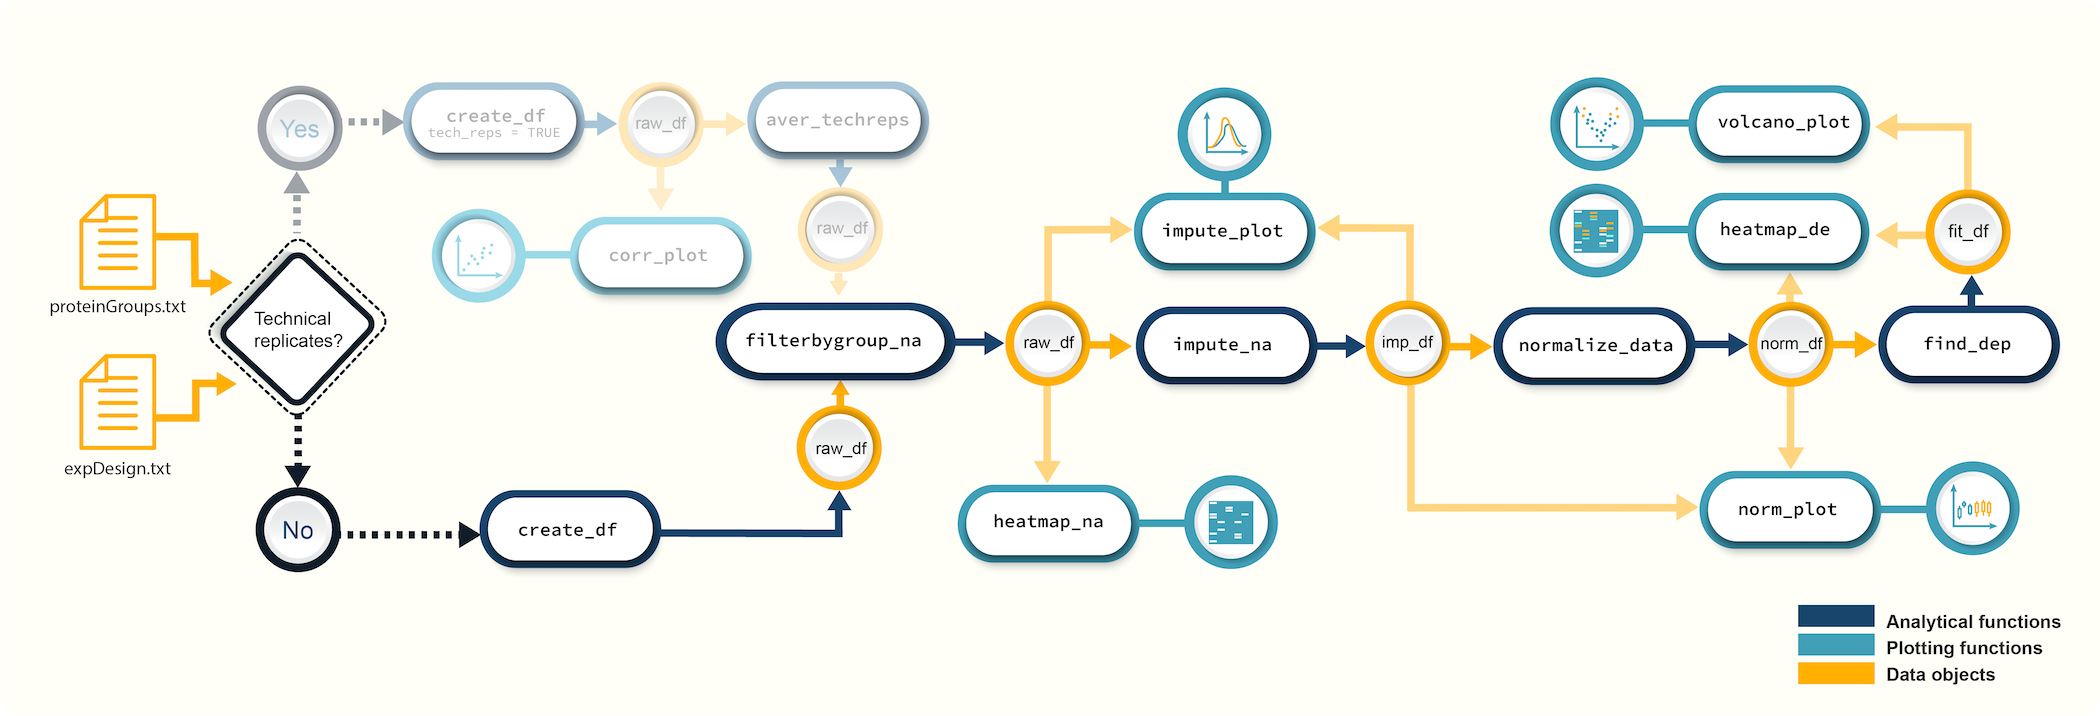 Yes
create_df
tech_reps = TRUE
raw_df
aver_techreps
corr_plot
raw_df
proteinGroups.txt
Technical
replicates?
expDesign.txt
No
create_df
raw_df
filterbygroup_na
raw_df
impute_plot
impute_na
heatmap_na
imp_df
normalize_data
norm_df
volcano_plot
heatmap_de
fit_df
find_dep
norm_plot
Analytical functions
Plotting functions
Data objects